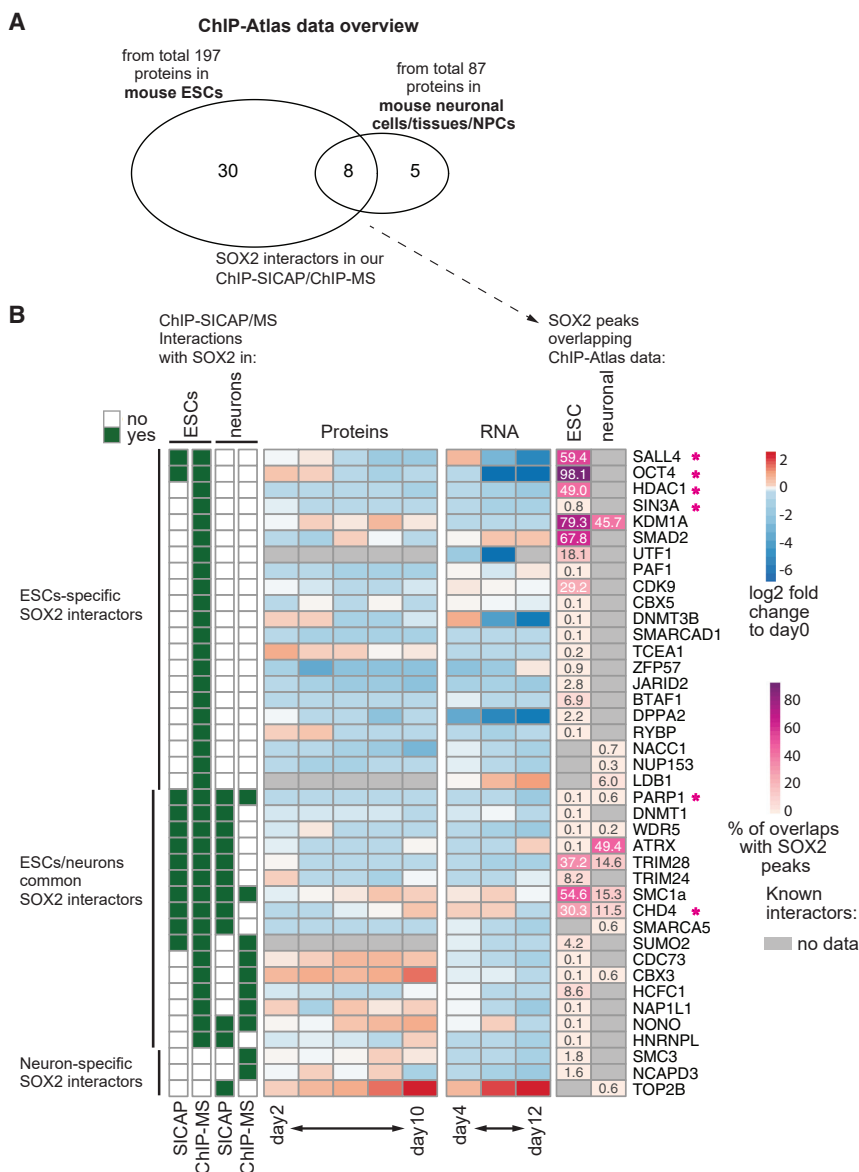 A
ChIP-Atlas data overview
from total 197
proteins in
mouse ESCs
from total 87
proteins in
mouse neuronal
cells/tissues/NPCs
30
8
5
SOX2 interactors in our
ChIP-SICAP/ChIP-MS
B
ChIP-SICAP/MS
Interactions
with SOX2 in:
SOX2 peaks
overlapping
ChIP-Atlas data:
no
yes
ESCs
neurons
Proteins
RNA
ESC
neuronal
59.4 SALL4 *
98.1 OCT4 *
49.0 HDAC1 *
0.8 SIN3A *
79.3 45.7 KDM1A
67.8 SMAD2
18.1 UTF1
0.1 PAF1
29.2 CDK9
0.1 CBX5
0.1 DNMT3B
0.1 SMARCAD1
0.2 TCEA1
0.9 ZFP57
2.8 JARID2
6.9 BTAF1
2.2 DPPA2
0.1 RYBP
0.7 NACC1
0.3 NUP153
6.0 LDB1
0.1 0.6 PARP1 *
0.1 DNMT1
0.1 0.2 WDR5
0.1 49.4 ATRX
37.2 14.6 TRIM28
8.2 TRIM24
54.6 15.3 SMC1a
30.3 11.5 CHD4 *
0.6 SMARCA5
4.2 SUMO2
0.1 CDC73
0.1 0.6 CBX3
8.6 HCFC1
0.1 NAP1L1
0.1 NONO
0.1 HNRNPL
1.8 SMC3
1.6 NCAPD3
0.6 TOP2B
ESCs-specific
SOX2 interactors
ESCs/neurons
common
SOX2 interactors
Neuron-specific
SOX2 interactors
SICAP
ChIP-MS
SICAP
ChIP-MS
day2
day10
day4
day12
2
0
-2
-4
-6
log2 fold
change
to day0
80
60
40
20
0
% of overlaps
with SOX2
peaks
Known
interactors:
no data